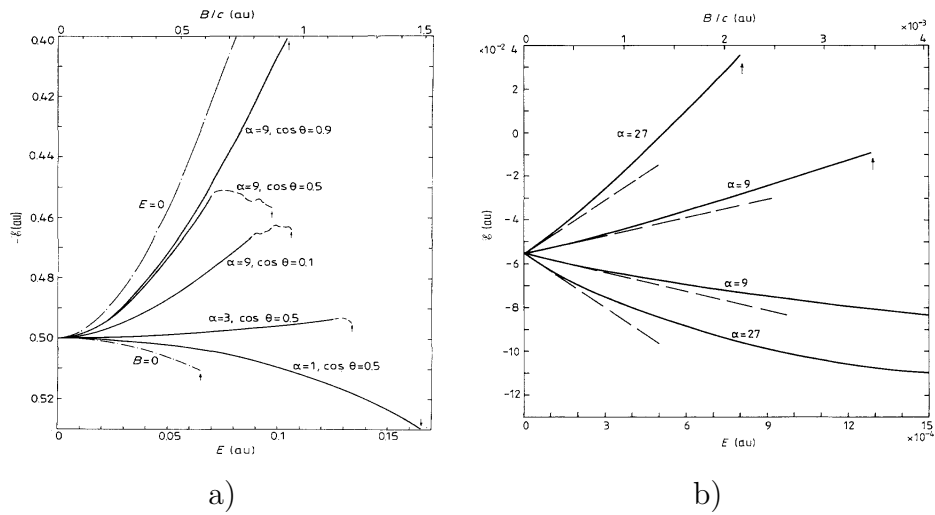 B/c (au)
0 0.5 1.0 1.5
0.40
0.42
0.44
0.46
0.48
0.50
0.52
-ℰ (au)
α=9, cos θ=0.9
α=9, cos θ=0.5
E=0
α=9, cos θ=0.1
α=3, cos θ=0.5
B=0
α=1, cos θ=0.5
0 0.05 0.1 0.15
E (au)
a)
B/c (au)
×10⁻³
0 1 2 3 4
×10⁻² 4
2
0
-2
-4
-6
-8
-10
-12
ℰ (au)
α=27
α=9
α=9
α=27
0 3 6 9 12 15
×10⁻⁴
E (au)
b)